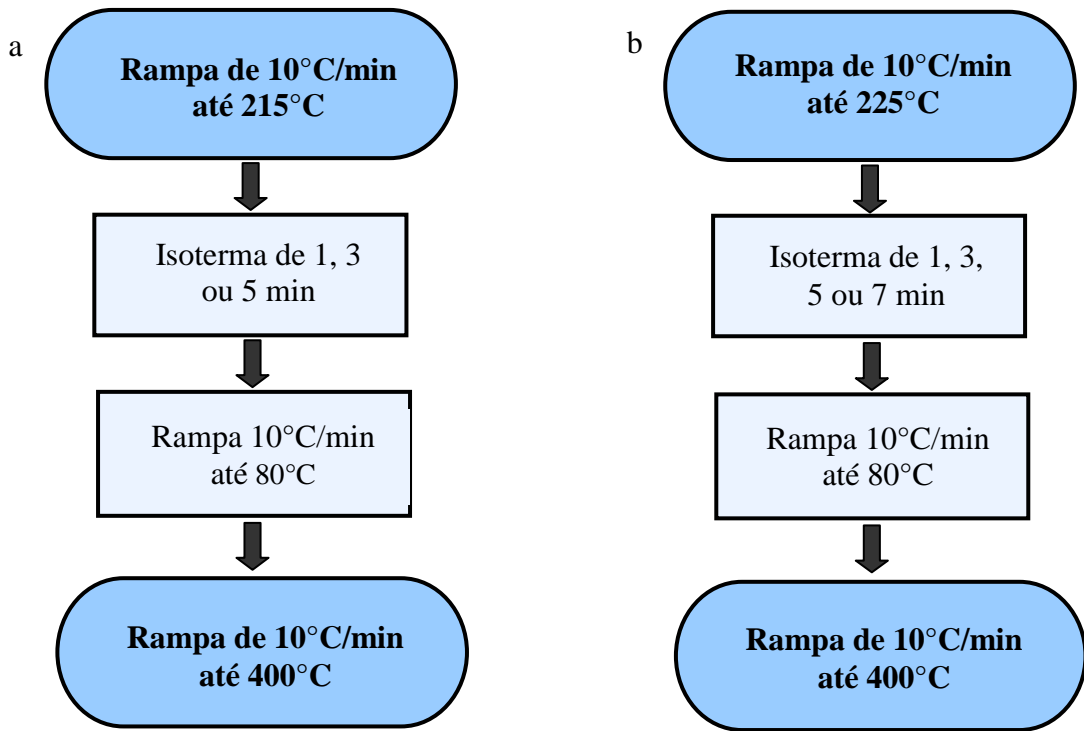 a
Rampa de 10°C/min
até 215°C
Isoterma de 1, 3
ou 5 min
Rampa 10°C/min
até 80°C
Rampa de 10°C/min
até 400°C
b
Rampa de 10°C/min
até 225°C
Isoterma de 1, 3,
5 ou 7 min
Rampa 10°C/min
até 80°C
Rampa de 10°C/min
até 400°C